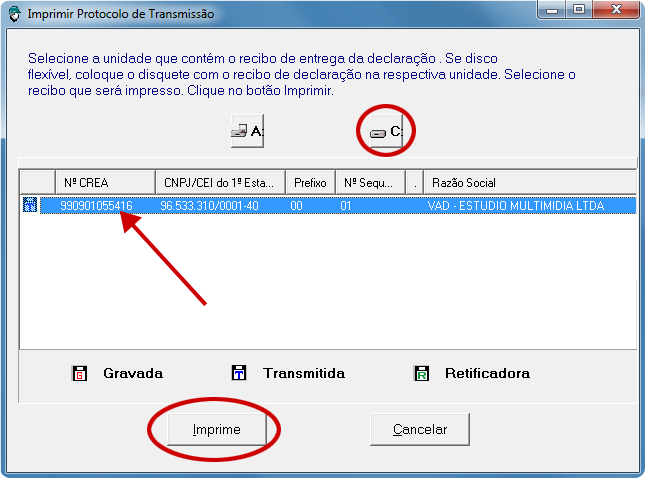 Imprimir Protocolo de Transmissão
Selecione a unidade que contém o recibo de entrega da declaração . Se disco
flexível, coloque o disquete com o recibo de declaração na respectiva unidade. Selecione o
recibo que será impresso. Clique no botão Imprimir.
A: C:
Nº CREA CNPJ/CEI do 1º Esta... Prefixo Nº Sequ... . Razão Social
T 990901055416 96.533.310/0001-40 00 01 VAD - ESTUDIO MULTIMIDIA LTDA
G Gravada T Transmitida R Retificadora
Imprime Cancelar